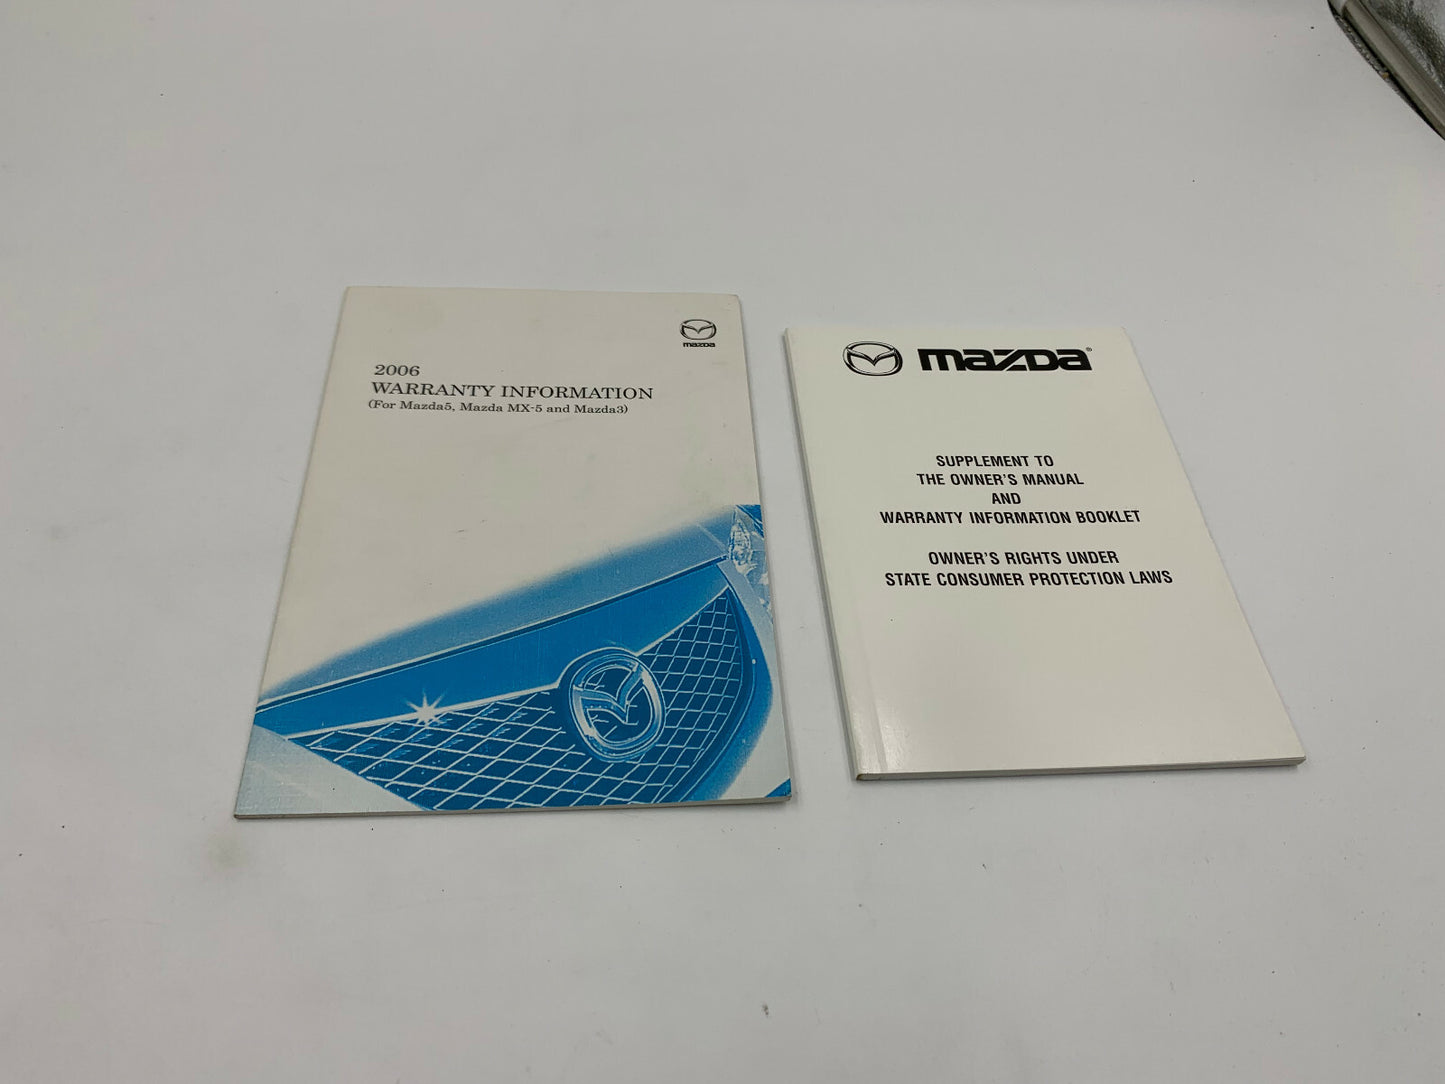 mazda
2006
WARRANTY INFORMATION
(For Mazda5, Mazda MX-5 and Mazda3)
mazda®
SUPPLEMENT TO
THE OWNER'S MANUAL
AND
WARRANTY INFORMATION BOOKLET
OWNER'S RIGHTS UNDER
STATE CONSUMER PROTECTION LAWS